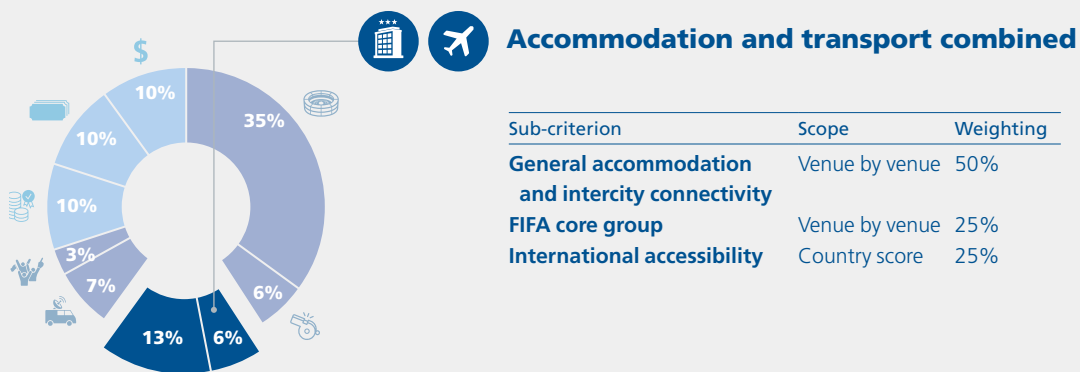 Accommodation and transport combined
$
10%
35%
10%
10%
3%
7%
13%
6%
6%
Sub-criterion Scope Weighting
General accommodation Venue by venue 50%
and intercity connectivity
FIFA core group Venue by venue 25%
International accessibility Country score 25%